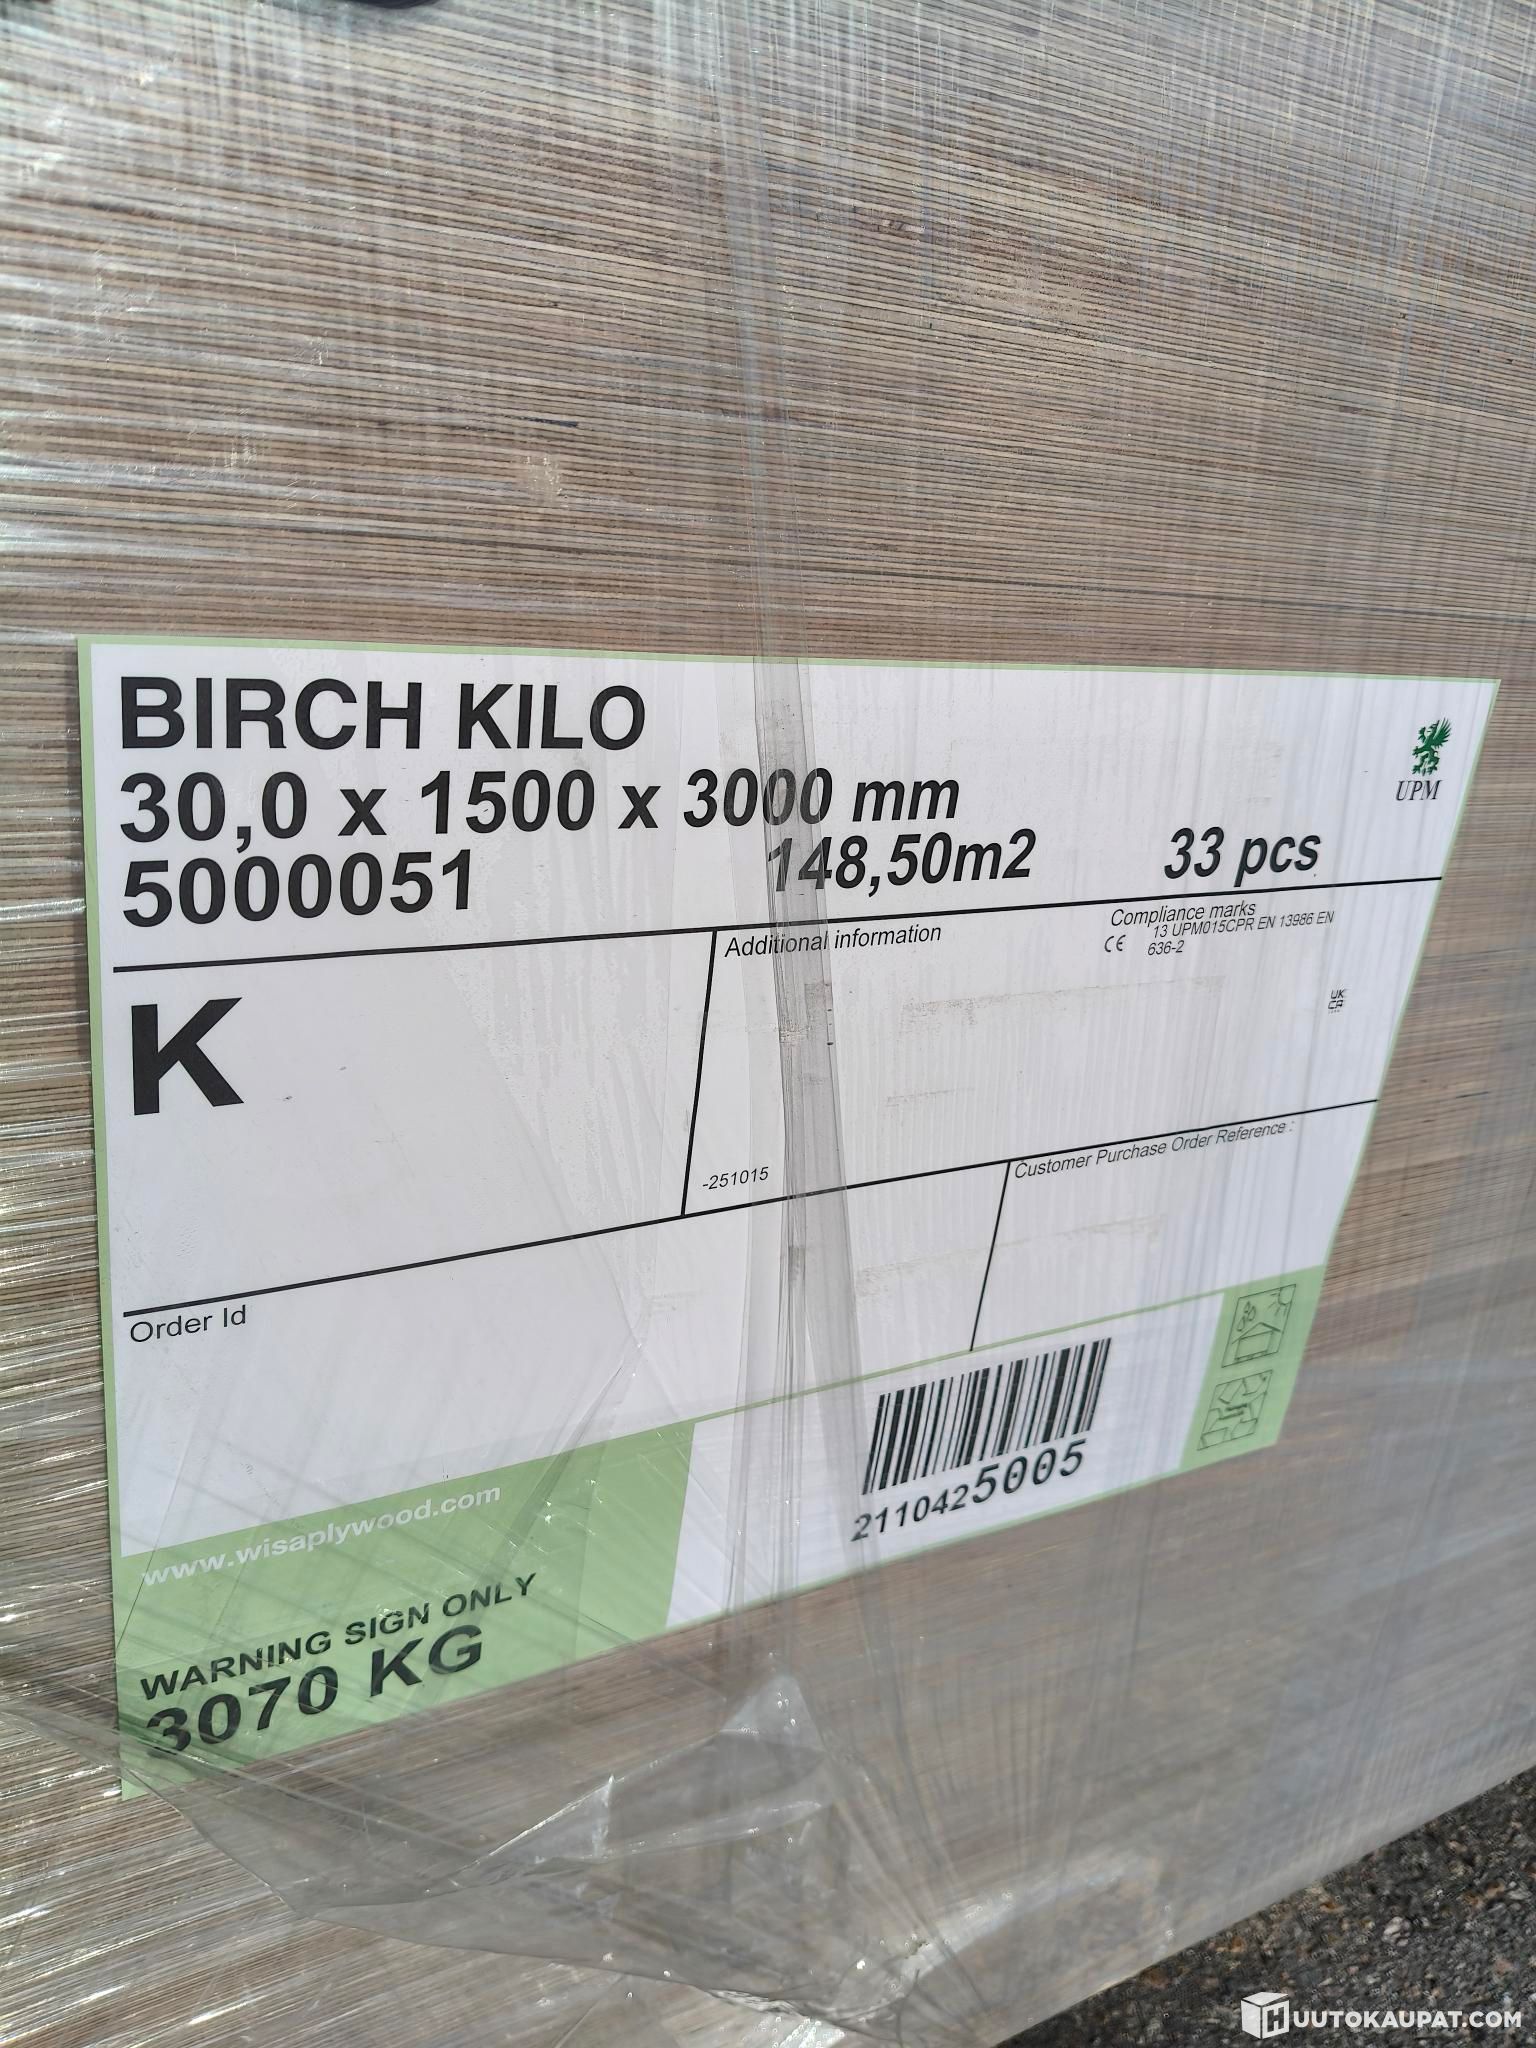 BIRCH KILO
30,0 x 1500 x 3000 mm
5000051 148,50m2 33 pcs
UPM
K
Additional information
Compliance marks
CE 13 UPM015CPR EN 13986 EN
636-2
UK
CA
-251015
Customer Purchase Order Reference :
Order Id
www.wisaplywood.com
2110425005
WARNING SIGN ONLY
3070 KG
HUUTOKAUPAT.COM